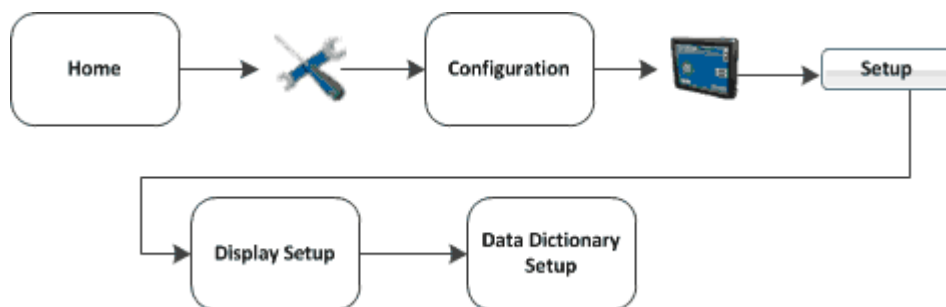 Home
Configuration
Setup
Display Setup
Data Dictionary
Setup